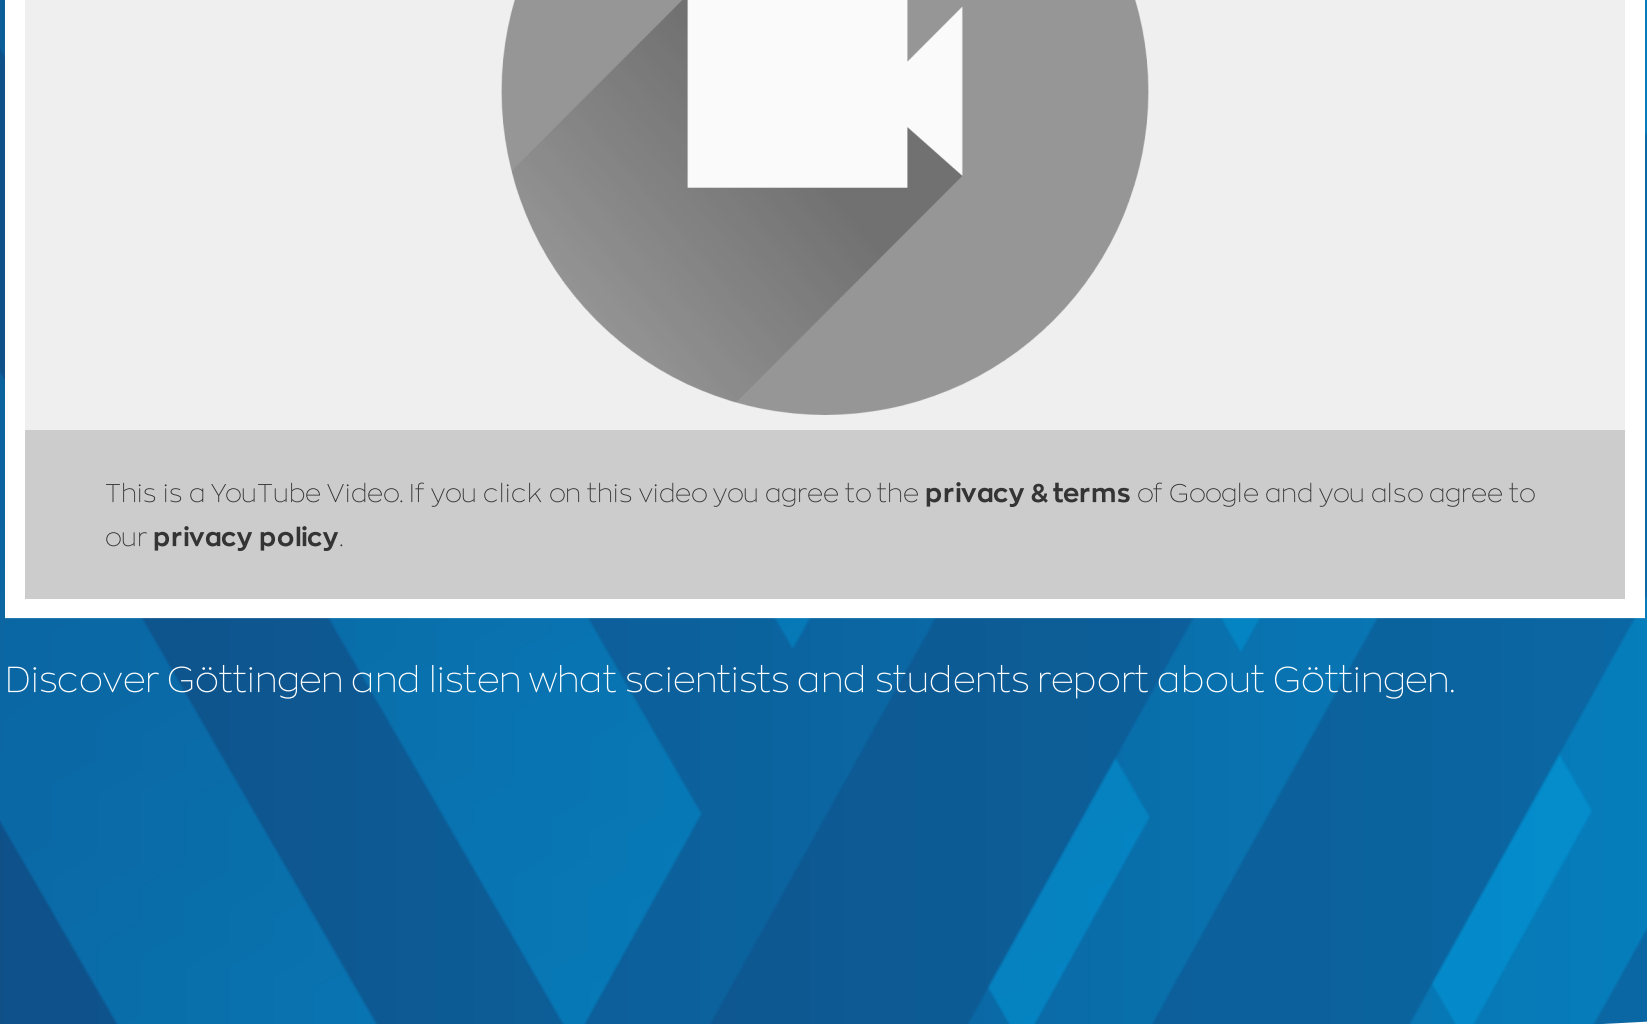 This is a YouTube Video. If you click on this video you agree to the privacy & terms of Google and you also agree to
our privacy policy.
Discover Göttingen and listen what scientists and students report about Göttingen.